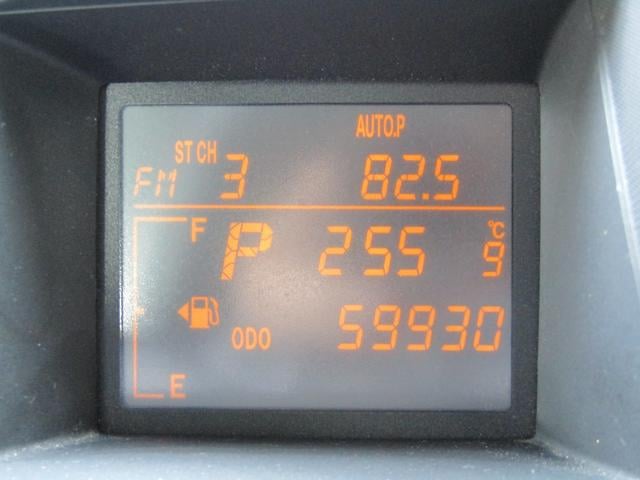 AUTO.P
ST CH
FM 3 82.5
F P 255 °C 9
ODO 59930
E